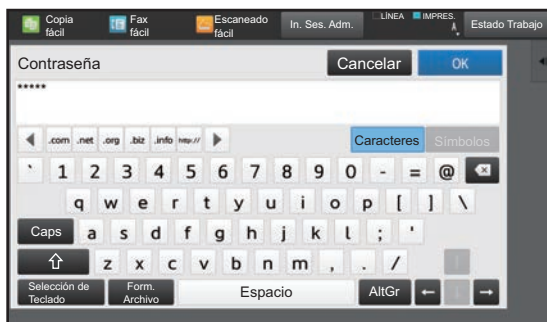 Copia fácil
Fax fácil
Escaneado fácil
In. Ses. Adm.
LÍNEA
IMPRES.
Estado Trabajo
Contraseña
Cancelar
OK
*****
.com .net .org .biz .info http://
Caracteres
Símbolos
` 1 2 3 4 5 6 7 8 9 0 - = @
q w e r t y u i o p [ ] \
Caps a s d f g h j k l ; '
z x c v b n m , . /
Selección de Teclado
Form. Archivo
Espacio
AltGr